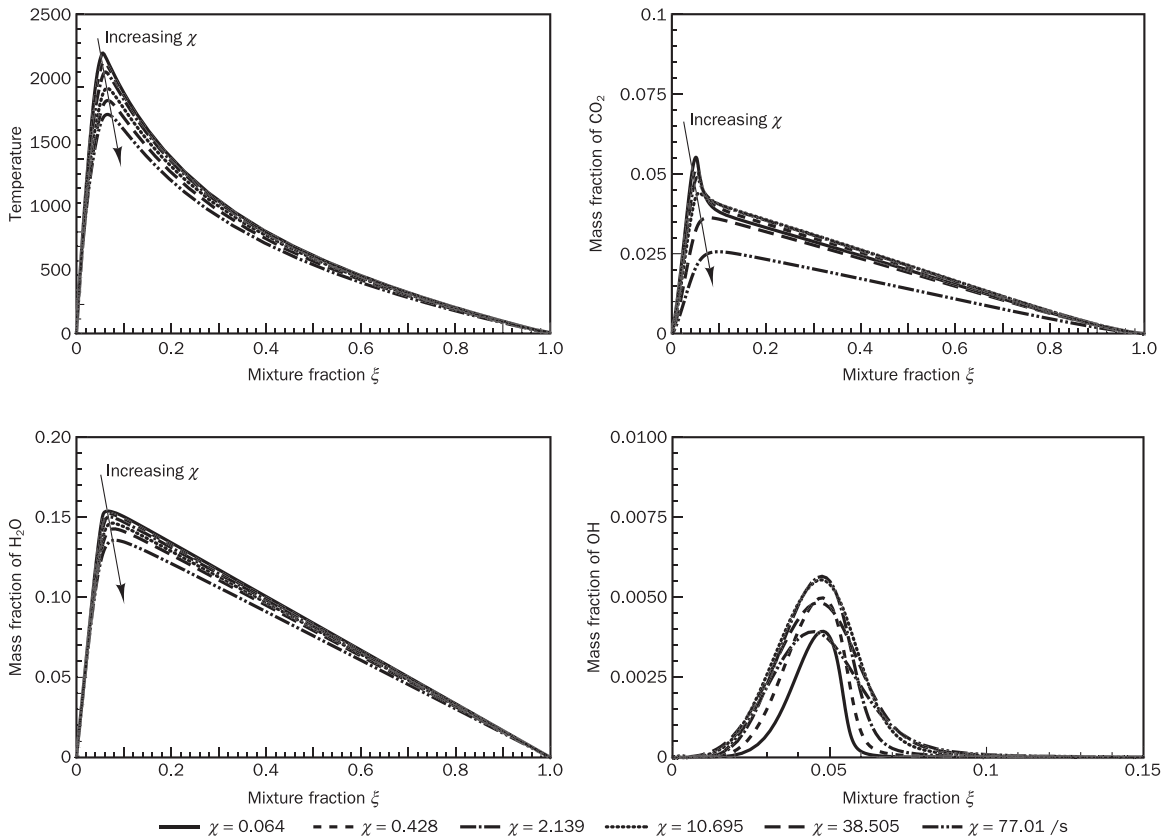 2500
2000
1500
1000
500
0
Temperature
Increasing χ
0 0.2 0.4 0.6 0.8 1.0
Mixture fraction ξ
0.1
0.075
0.05
0.025
0
Mass fraction of CO₂
Increasing χ
0 0.2 0.4 0.6 0.8 1.0
Mixture fraction ξ
0.20
0.15
0.10
0.05
0
Mass fraction of H₂O
Increasing χ
0 0.2 0.4 0.6 0.8 1.0
Mixture fraction ξ
0.0100
0.0075
0.0050
0.0025
0
Mass fraction of OH
0 0.05 0.1 0.15
Mixture fraction ξ
χ = 0.064 χ = 0.428 χ = 2.139 χ = 10.695 χ = 38.505 χ = 77.01 /s